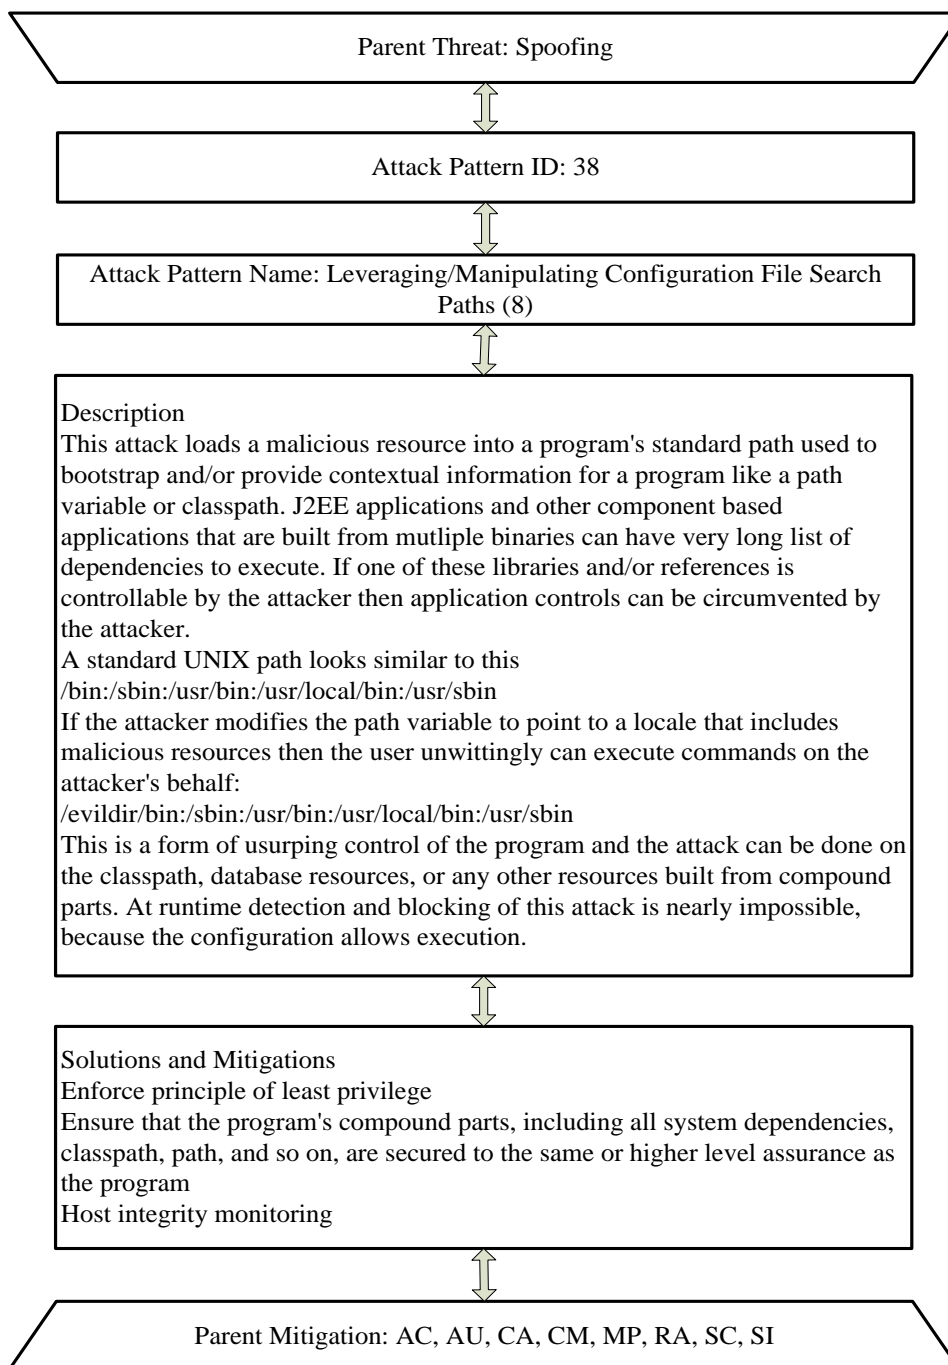 Parent Threat: Spoofing
Attack Pattern ID: 38
Attack Pattern Name: Leveraging/Manipulating Configuration File Search
Paths (8)
Description
This attack loads a malicious resource into a program's standard path used to
bootstrap and/or provide contextual information for a program like a path
variable or classpath. J2EE applications and other component based
applications that are built from mutliple binaries can have very long list of
dependencies to execute. If one of these libraries and/or references is
controllable by the attacker then application controls can be circumvented by
the attacker.
A standard UNIX path looks similar to this
/bin:/sbin:/usr/bin:/usr/local/bin:/usr/sbin
If the attacker modifies the path variable to point to a locale that includes
malicious resources then the user unwittingly can execute commands on the
attacker's behalf:
/evildir/bin:/sbin:/usr/bin:/usr/local/bin:/usr/sbin
This is a form of usurping control of the program and the attack can be done on
the classpath, database resources, or any other resources built from compound
parts. At runtime detection and blocking of this attack is nearly impossible,
because the configuration allows execution.
Solutions and Mitigations
Enforce principle of least privilege
Ensure that the program's compound parts, including all system dependencies,
classpath, path, and so on, are secured to the same or higher level assurance as
the program
Host integrity monitoring
Parent Mitigation: AC, AU, CA, CM, MP, RA, SC, SI